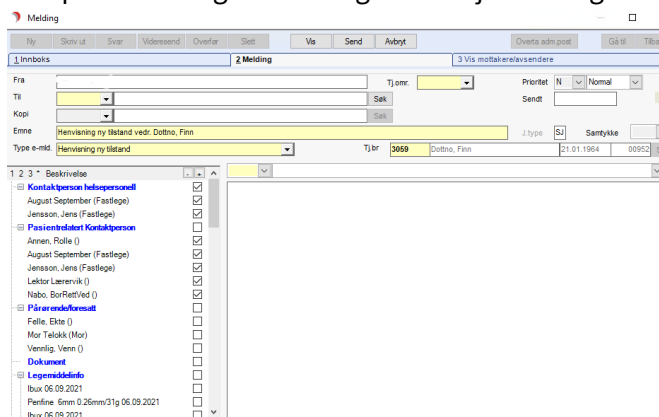 Melding
Ny Skriv ut Svar Videresend Overfør Slett Vis Send Avbryt Overta adm.post Gå til
1 Innboks 2 Melding 3 Vis mottakere/avsendere
Fra Tj.omr. Prioritet N Normal
Til Søk Sendt
Kopi Søk
Emne Henvisning ny tilstand vedr. Dottno, Finn J.type SJ Samtykke
Type e-mld. Henvisning ny tilstand Tj.br 3059 Dottno, Finn 21.01.1964 00952
1 2 3 * Beskrivelse - +
Kontaktperson helsepersonell
August September (Fastlege)
Jensson, Jens (Fastlege)
Pasientrelatert Kontaktperson
Annen, Rolle ()
August September (Fastlege)
Jensson, Jens (Fastlege)
Lektor Lærervik ()
Nabo, BorRettVed ()
Pårørende/foresatt
Felle, Ekte ()
Mor Telokk (Mor)
Vennlig, Venn ()
Dokument
Legemiddelinfo
Ibux 06.09.2021
Penfine 6mm 0.26mm/31g 06.09.2021
Ibux 06.09.2021